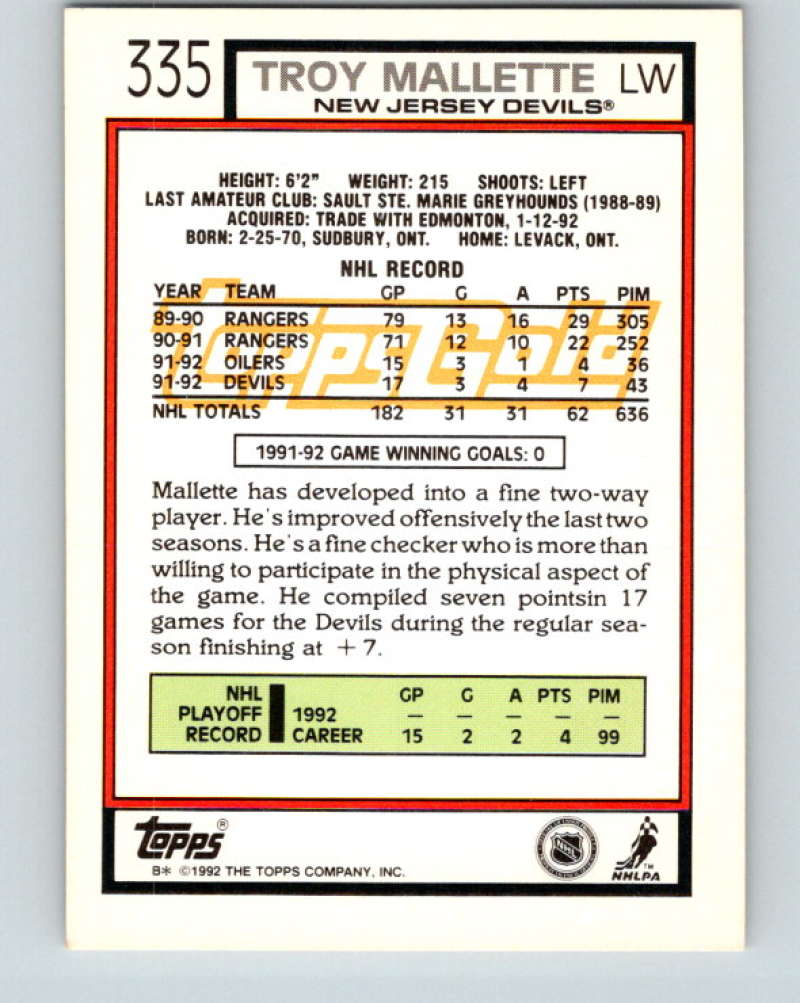 335 TROY MALLETTE LW
NEW JERSEY DEVILS®
HEIGHT: 6'2" WEIGHT: 215 SHOOTS: LEFT
LAST AMATEUR CLUB: SAULT STE. MARIE GREYHOUNDS (1988-89)
ACQUIRED: TRADE WITH EDMONTON, 1-12-92
BORN: 2-25-70, SUDBURY, ONT. HOME: LEVACK, ONT.
NHL RECORD
YEAR TEAM GP G A PTS PIM
89-90 RANGERS 79 13 16 29 305
90-91 RANGERS 71 12 10 22 252
91-92 OILERS 15 3 1 4 36
91-92 DEVILS 17 3 4 7 43
NHL TOTALS 182 31 31 62 636
Topps Gold
1991-92 GAME WINNING GOALS: 0
Mallette has developed into a fine two-way
player. He's improved offensively the last two
seasons. He's a fine checker who is more than
willing to participate in the physical aspect of
the game. He compiled seven pointsin 17
games for the Devils during the regular sea-
son finishing at +7.
NHL GP G A PTS PIM
PLAYOFF 1992 — — — — —
RECORD CAREER 15 2 2 4 99
Topps®
B* ©1992 THE TOPPS COMPANY, INC.
NHL
TM
NHLPA